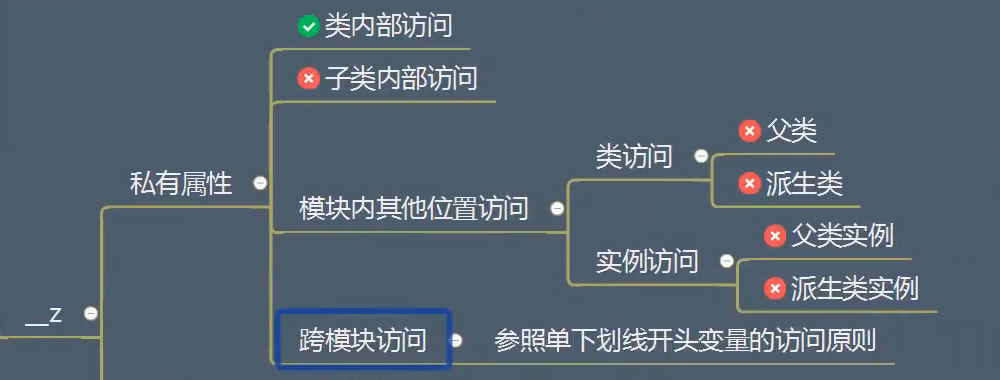 类内部访问
子类内部访问
父类
类访问
派生类
私有属性
模块内其他位置访问
父类实例
实例访问
派生类实例
__z
跨模块访问
参照单下划线开头变量的访问原则